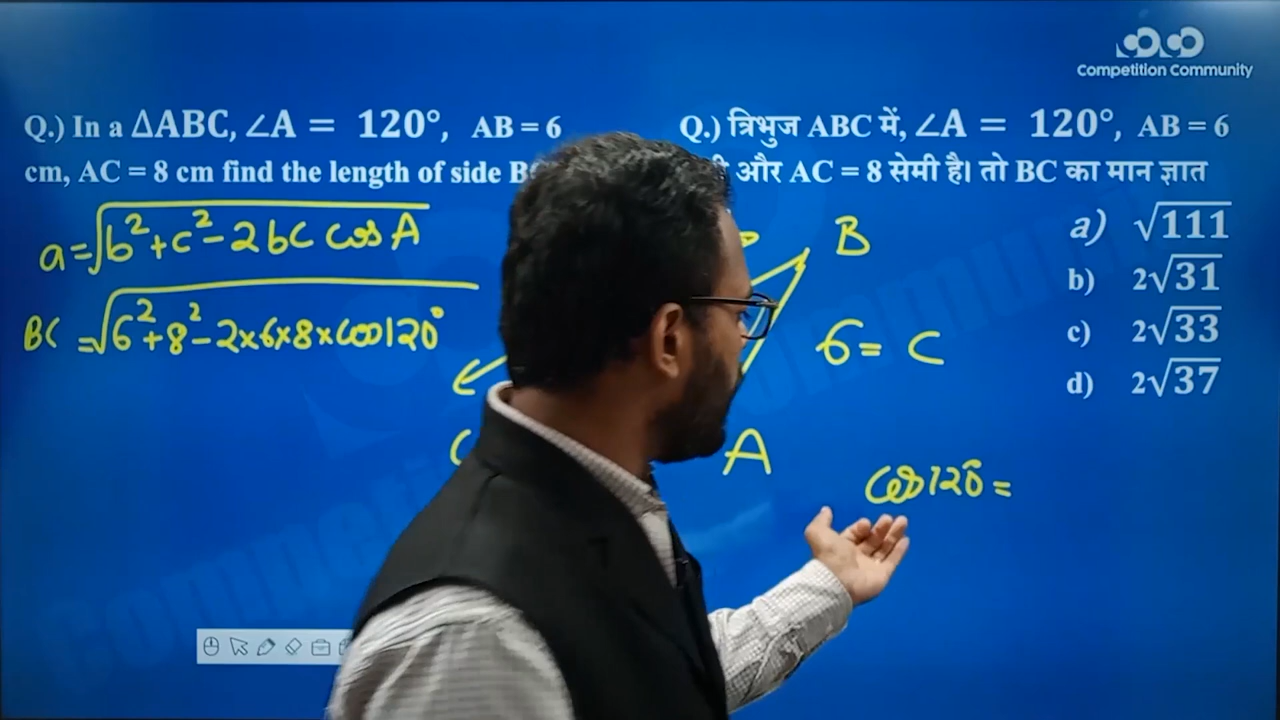 Competition Community
Q.) In a ΔABC, ∠A = 120°, AB = 6
cm, AC = 8 cm find the length of side
Q.) त्रिभुज ABC में, ∠A = 120°, AB = 6
और AC = 8 सेमी है। तो BC का मान ज्ञात
a=√b²+c²-2bc cosA
BC =√6²+8²-2×6×8×cos120°
B
6= C
C
A
cos120°=
a) √111
b) 2√31
c) 2√33
d) 2√37